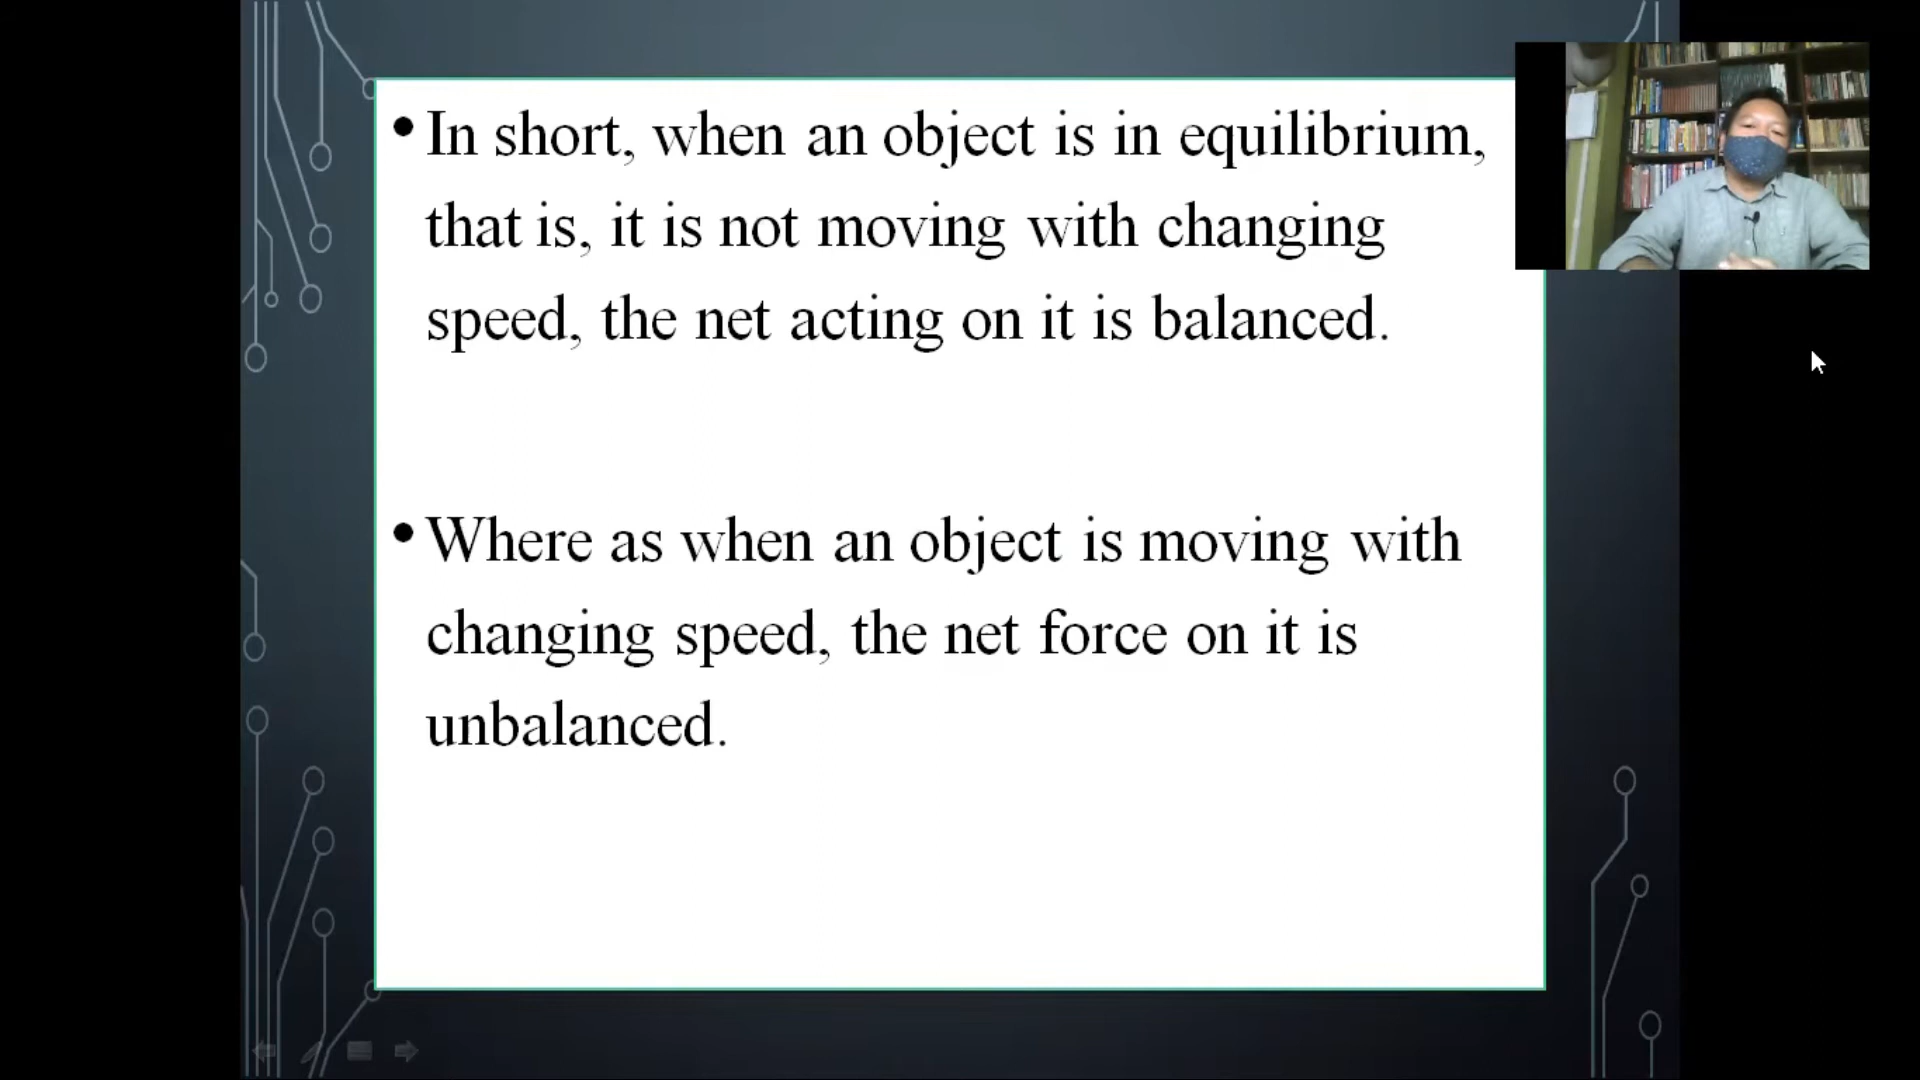 • In short, when an object is in equilibrium,
that is, it is not moving with changing
speed, the net acting on it is balanced.
• Where as when an object is moving with
changing speed, the net force on it is
unbalanced.